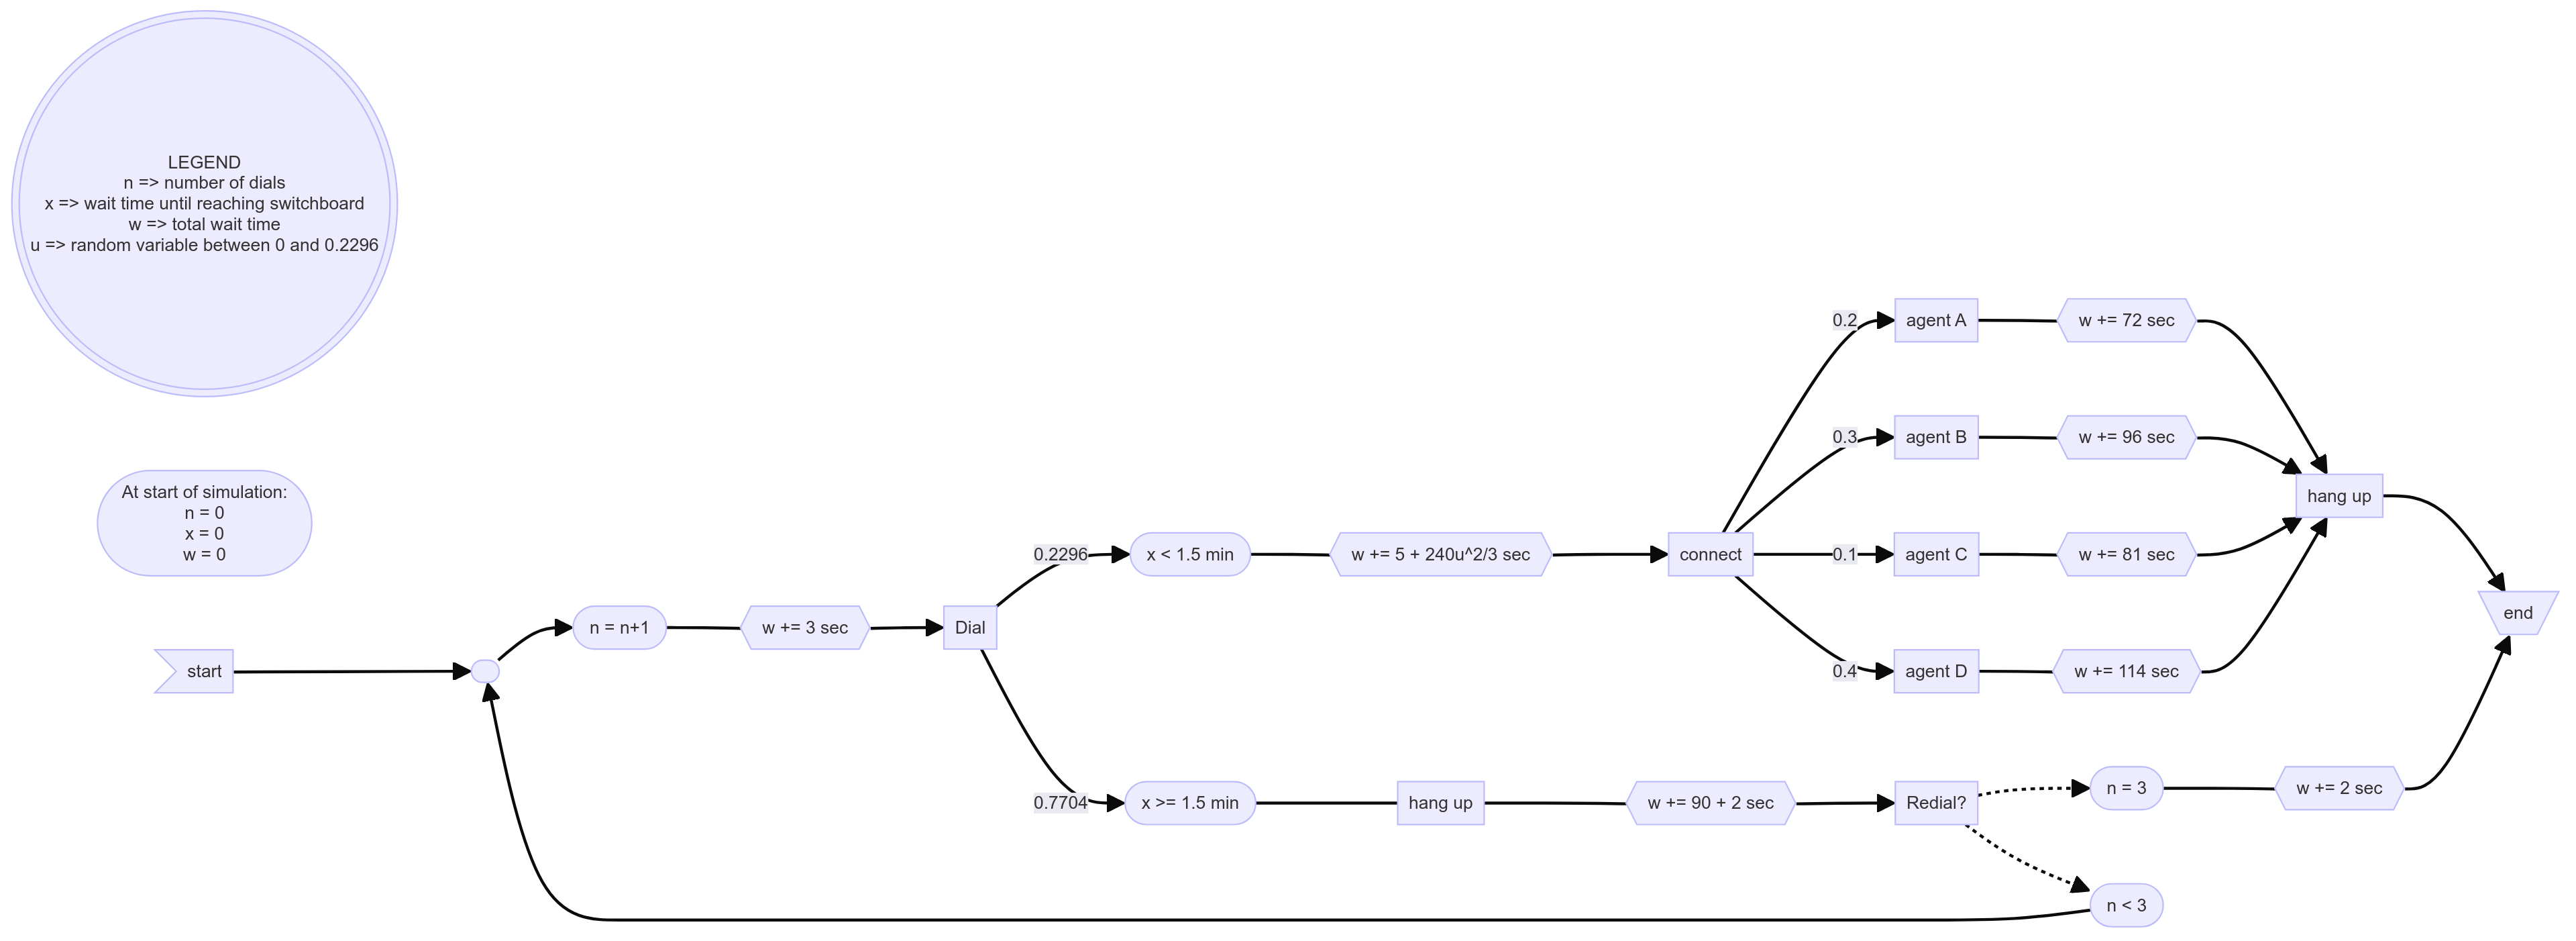 LEGEND
n => number of dials
x => wait time until reaching switchboard
w => total wait time
u => random variable between 0 and 0.2296
At start of simulation:
n = 0
x = 0
w = 0
start
n = n+1
w += 3 sec
Dial
0.2296
x < 1.5 min
w += 5 + 240u^2/3 sec
connect
0.2
agent A
w += 72 sec
0.3
agent B
w += 96 sec
0.1
agent C
w += 81 sec
0.4
agent D
w += 114 sec
hang up
end
0.7704
x >= 1.5 min
hang up
w += 90 + 2 sec
Redial?
n = 3
w += 2 sec
n < 3